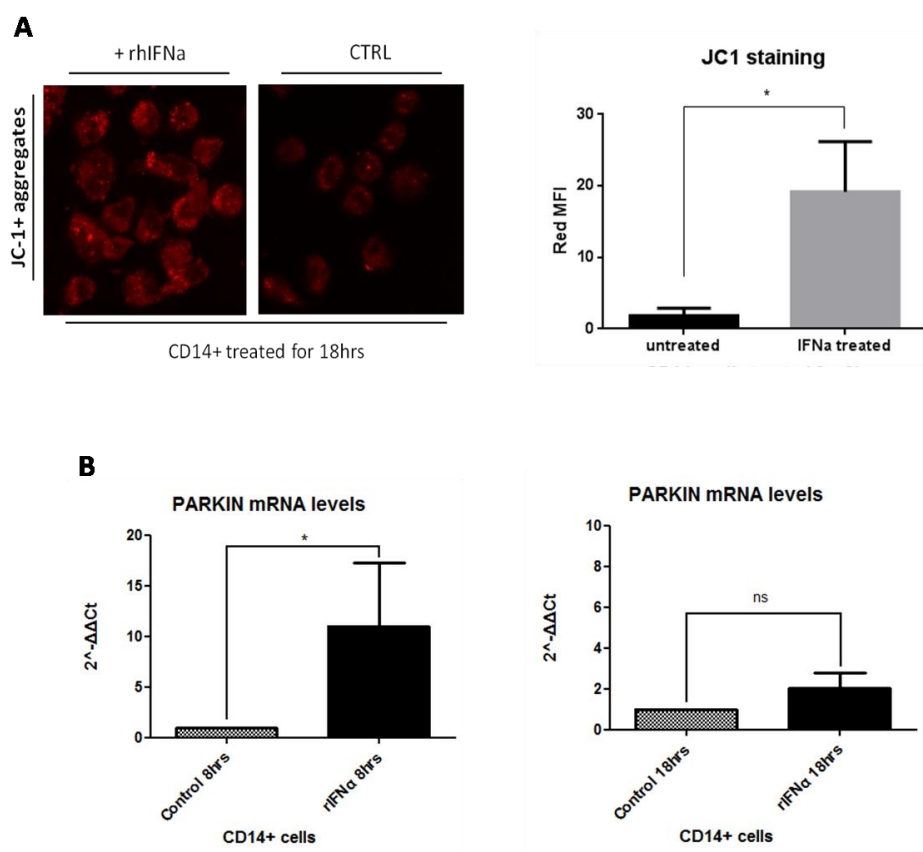 A
+ rhIFNa
CTRL
JC-1+ aggregates
CD14+ treated for 18hrs
JC1 staining
*
30
20
10
0
Red MFI
untreated
IFNa treated
B
PARKIN mRNA levels
*
20
15
10
5
0
2^-ΔΔCt
Control 8hrs
rIFNα 8hrs
CD14+ cells
PARKIN mRNA levels
ns
10
8
6
4
2
0
2^-ΔΔCt
Control 18hrs
rIFNα 18hrs
CD14+ cells